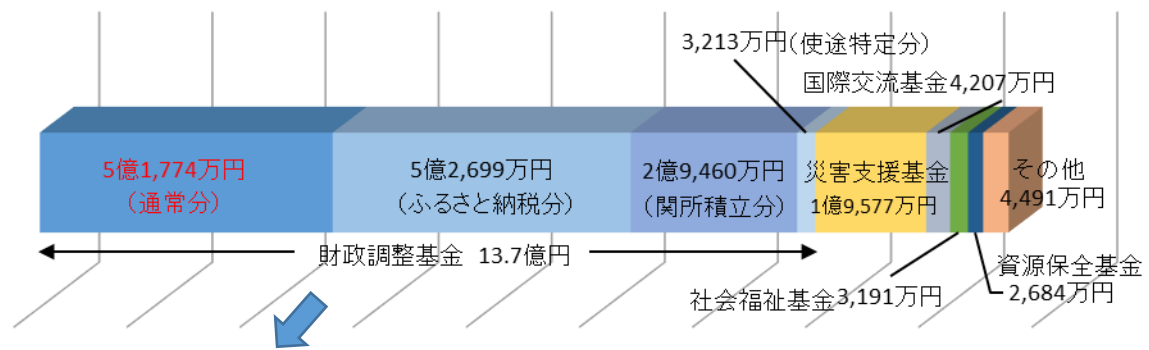 3,213万円(使途特定分)
国際交流基金4,207万円
5億1,774万円
(通常分)
5億2,699万円
(ふるさと納税分)
2億9,460万円
(関所積立分)
災害支援基金
1億9,577万円
その他
4,491万円
財政調整基金 13.7億円
社会福祉基金3,191万円
資源保全基金
2,684万円